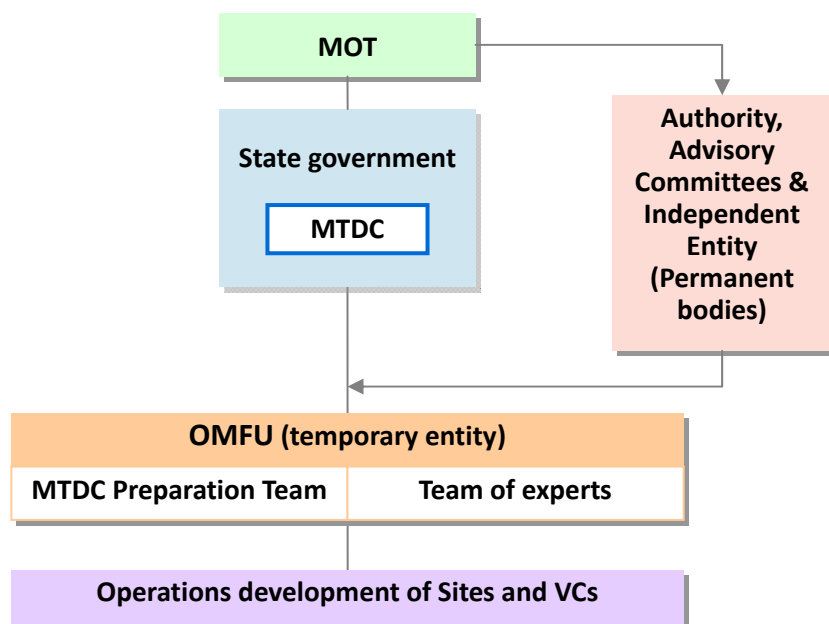 MOT
State government
MTDC
Authority,
Advisory
Committees &
Independent
Entity
(Permanent
bodies)
OMFU (temporary entity)
MTDC Preparation Team
Team of experts
Operations development of Sites and VCs